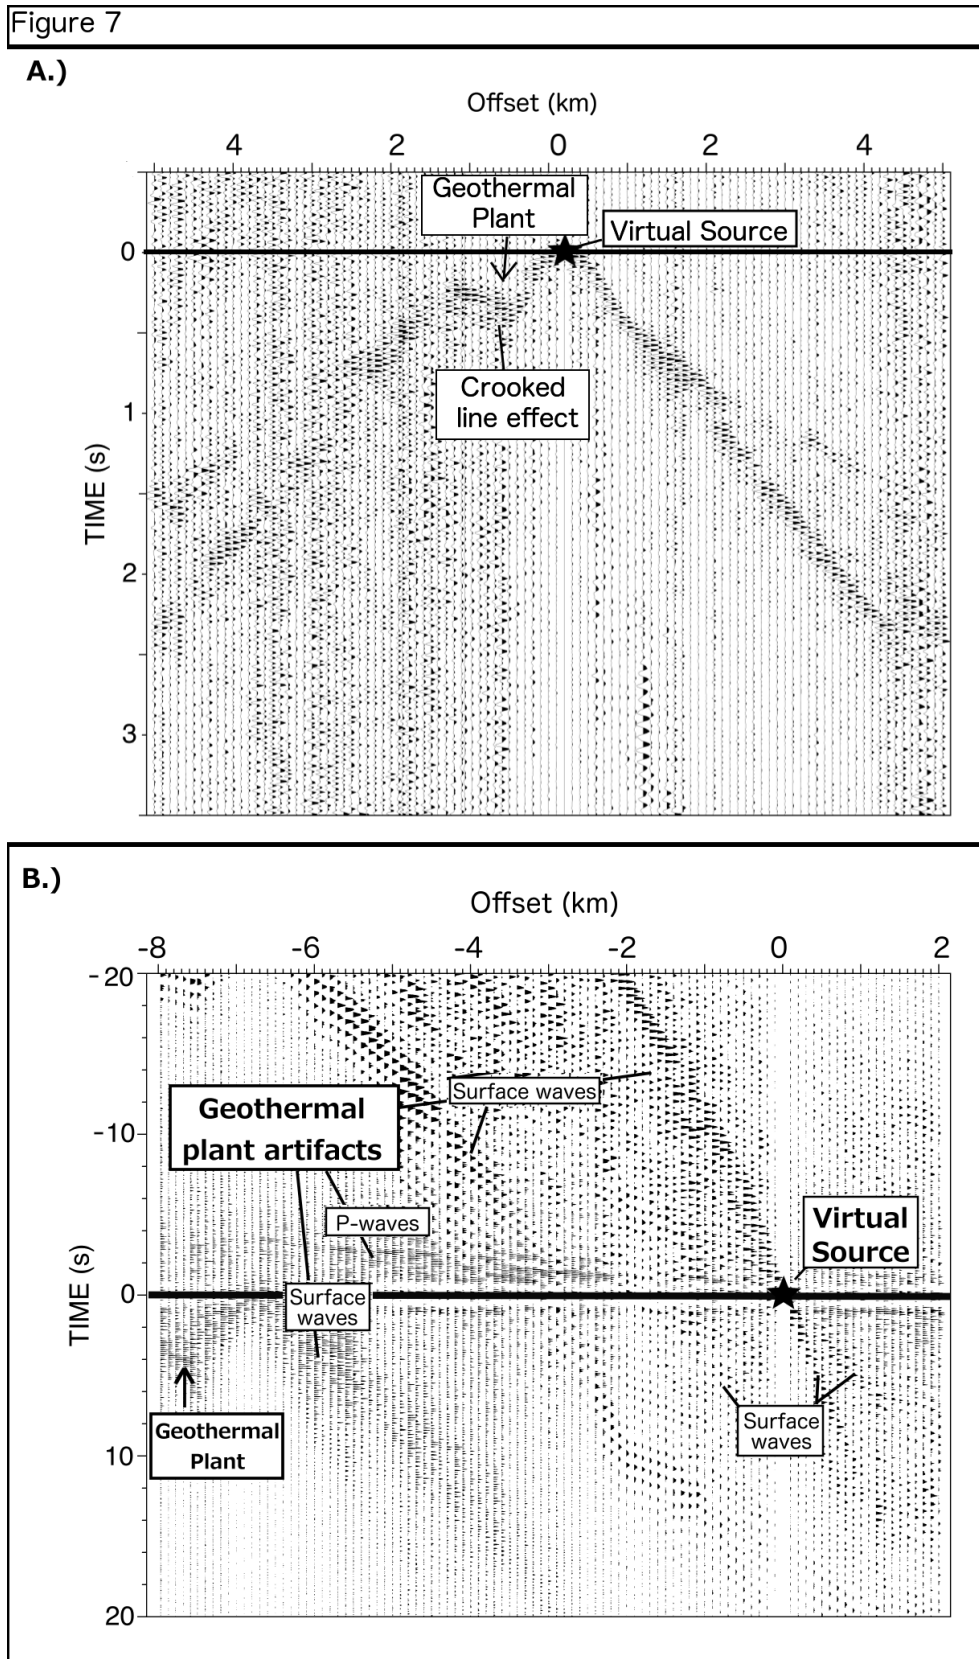 Figure 7
A.)
Offset (km)
4 2 0 2 4
Geothermal
Plant
Virtual Source
0
Crooked
line effect
1
TIME (s)
2
3
B.)
Offset (km)
-8 -6 -4 -2 0 2
-20
Surface waves
Geothermal
plant artifacts
-10
P-waves
Virtual
Source
TIME (s)
0
Surface
waves
Geothermal
Plant
Surface
waves
10
20